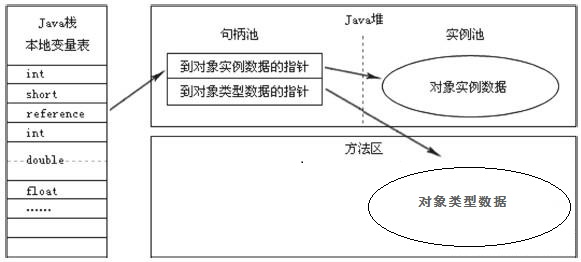 Java栈
本地变量表
int
short
reference
int
double
float
……
Java堆
句柄池
实例池
到对象实例数据的指针
到对象类型数据的指针
对象实例数据
方法区
对象类型数据